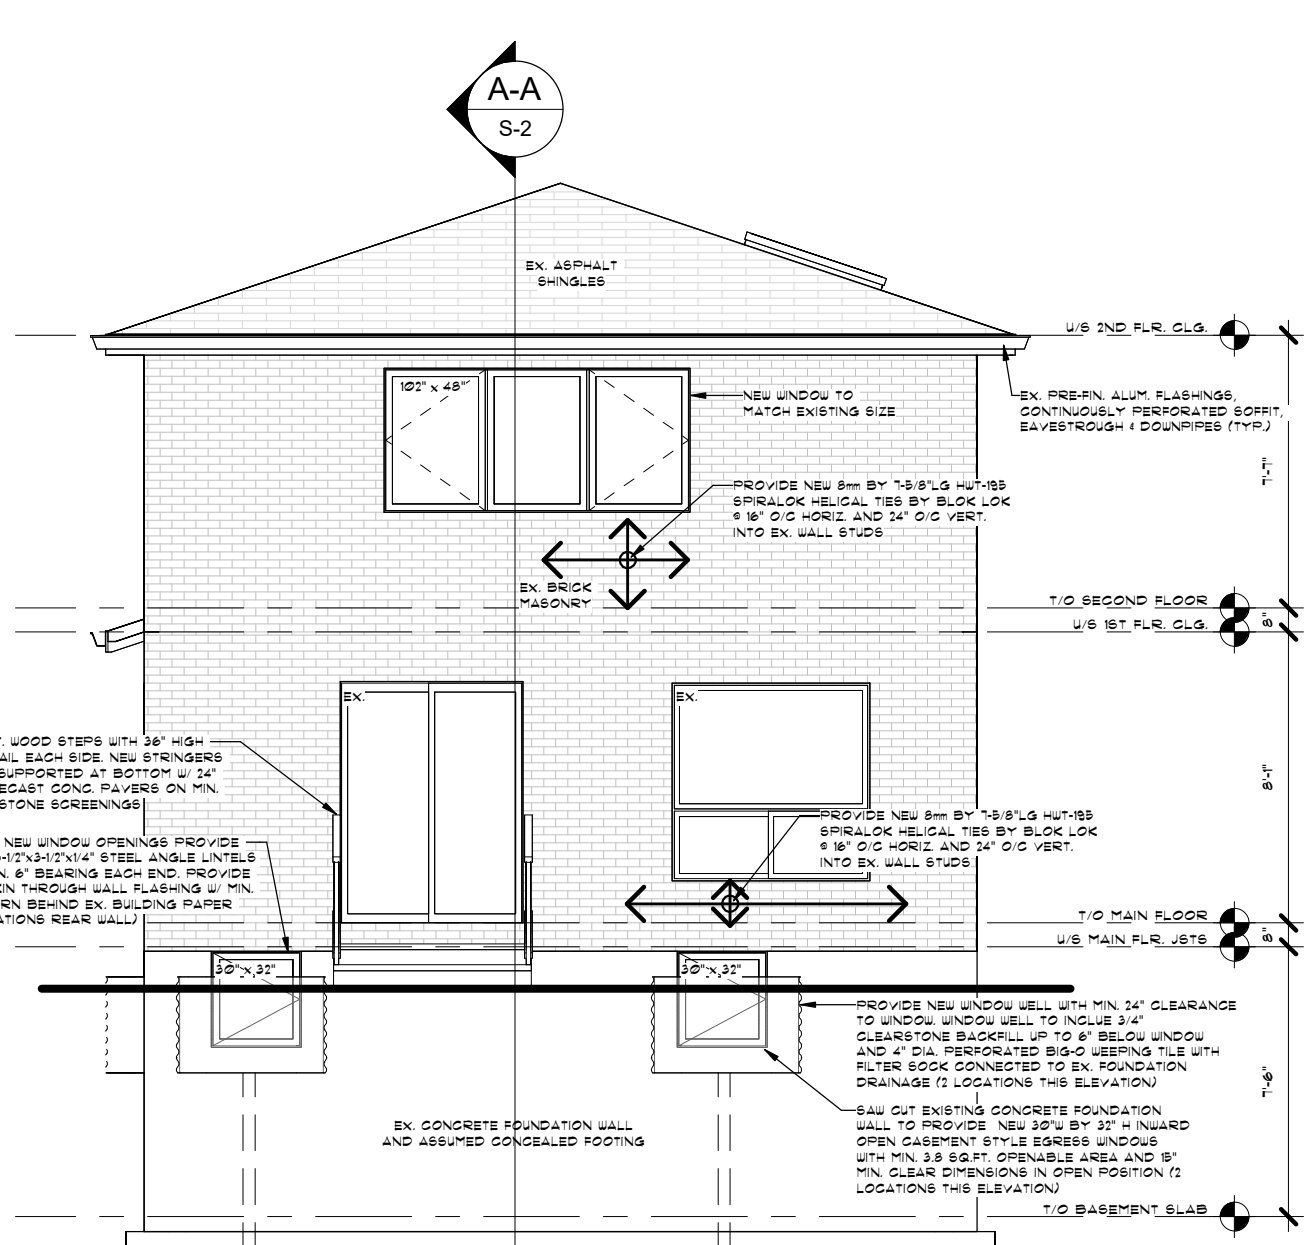 A-A
S-2
EX. ASPHALT
SHINGLES
U/S 2ND FLR. CLG.
102" x 48"
NEW WINDOW TO
MATCH EXISTING SIZE
EX. PRE-FIN. ALUM. FLASHINGS,
CONTINUOUSLY PERFORATED SOFFIT,
EAVESTROUGH & DOWNPIPES (TYP.)
7'-7"
PROVIDE NEW 8mm BY 7-5/8"LG HWT-195
SPIRALOK HELICAL TIES BY BLOK LOK
@ 16" O/C HORIZ. AND 24" O/C VERT.
INTO EX. WALL STUDS
EX. BRICK
MASONRY
T/O SECOND FLOOR
8"
U/S 1ST FLR. CLG.
EX.
EX.
. WOOD STEPS WITH 36" HIGH
AIL EACH SIDE. NEW STRINGERS
SUPPORTED AT BOTTOM W/ 24"
ECAST CONC. PAVERS ON MIN.
STONE SCREENINGS
8'-1"
PROVIDE NEW 8mm BY 7-5/8"LG HWT-195
SPIRALOK HELICAL TIES BY BLOK LOK
@ 16" O/C HORIZ. AND 24" O/C VERT.
INTO EX. WALL STUDS
NEW WINDOW OPENINGS PROVIDE
-1/2"x3-1/2"x1/4" STEEL ANGLE LINTELS
N. 6" BEARING EACH END. PROVIDE
KIN THROUGH WALL FLASHING W/ MIN.
RN BEHIND EX. BUILDING PAPER
ATIONS REAR WALL)
T/O MAIN FLOOR
8"
U/S MAIN FLR. JSTS
30" x 32"
30" x 32"
PROVIDE NEW WINDOW WELL WITH MIN. 24" CLEARANCE
TO WINDOW. WINDOW WELL TO INCLUE 3/4"
CLEARSTONE BACKFILL UP TO 6" BELOW WINDOW
AND 4" DIA. PERFORATED BIG-O WEEPING TILE WITH
FILTER SOCK CONNECTED TO EX. FOUNDATION
DRAINAGE (2 LOCATIONS THIS ELEVATION)
7'-6"
SAW CUT EXISTING CONCRETE FOUNDATION
WALL TO PROVIDE NEW 30"W BY 32" H INWARD
OPEN CASEMENT STYLE EGRESS WINDOWS
WITH MIN. 3.8 SQ.FT. OPENABLE AREA AND 15"
MIN. CLEAR DIMENSIONS IN OPEN POSITION (2
LOCATIONS THIS ELEVATION)
EX. CONCRETE FOUNDATION WALL
AND ASSUMED CONCEALED FOOTING
T/O BASEMENT SLAB